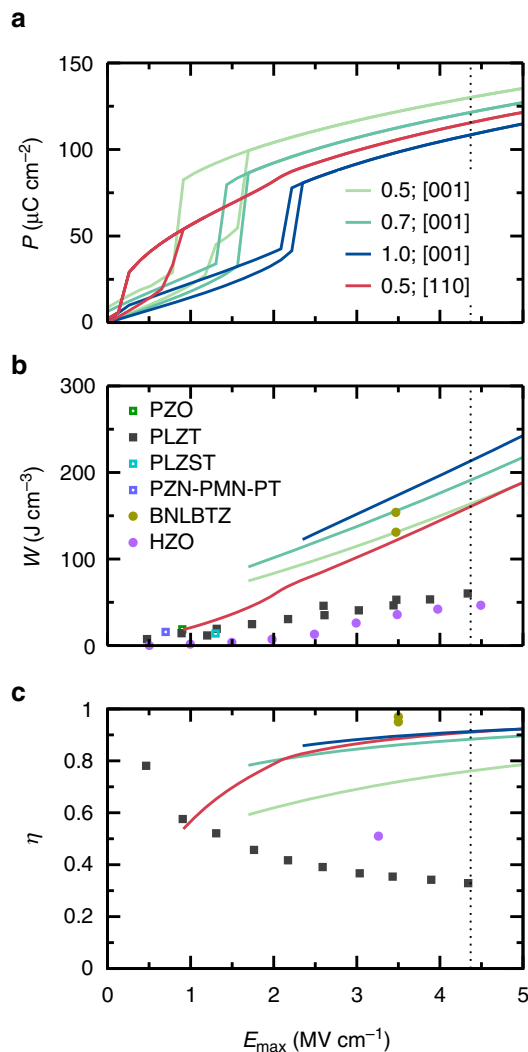 a
150
100
50
0
P (μC cm⁻²)
0.5; [001]
0.7; [001]
1.0; [001]
0.5; [110]
b
300
200
100
0
W (J cm⁻³)
PZO
PLZT
PLZST
PZN-PMN-PT
BNLBTZ
HZO
c
1
0.8
0.6
0.4
0.2
0
η
0 1 2 3 4 5
Emax (MV cm⁻¹)